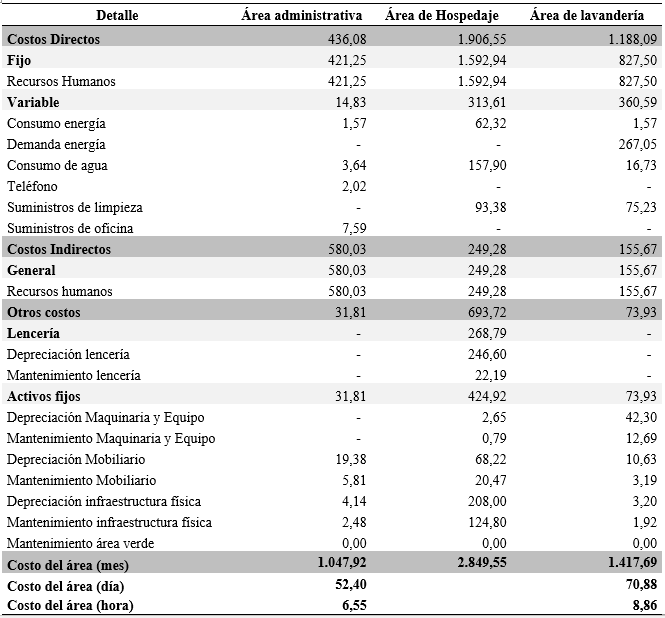 Detalle Área administrativa Área de Hospedaje Área de lavandería
Costos Directos 436,08 1.906,55 1.188,09
Fijo 421,25 1.592,94 827,50
Recursos Humanos 421,25 1.592,94 827,50
Variable 14,83 313,61 360,59
Consumo energía 1,57 62,32 1,57
Demanda energía - - 267,05
Consumo de agua 3,64 157,90 16,73
Teléfono 2,02 - -
Suministros de limpieza - 93,38 75,23
Suministros de oficina 7,59 - -
Costos Indirectos 580,03 249,28 155,67
General 580,03 249,28 155,67
Recursos humanos 580,03 249,28 155,67
Otros costos 31,81 693,72 73,93
Lencería - 268,79 -
Depreciación lencería - 246,60 -
Mantenimiento lencería - 22,19 -
Activos fijos 31,81 424,92 73,93
Depreciación Maquinaria y Equipo - 2,65 42,30
Mantenimiento Maquinaria y Equipo - 0,79 12,69
Depreciación Mobiliario 19,38 68,22 10,63
Mantenimiento Mobiliario 5,81 20,47 3,19
Depreciación infraestructura física 4,14 208,00 3,20
Mantenimiento infraestructura física 2,48 124,80 1,92
Mantenimiento área verde 0,00 0,00 0,00
Costo del área (mes) 1.047,92 2.849,55 1.417,69
Costo del área (día) 52,40 70,88
Costo del área (hora) 6,55 8,86